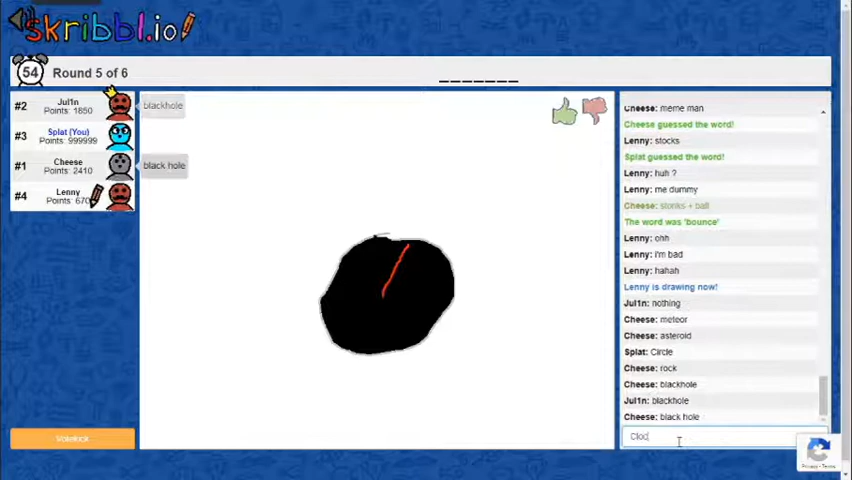 skribbl.io
54
Round 5 of 6
_ _ _ _ _ _ _
#2
Jul1n
Points: 1850
blackhole
#3
Splat (You)
Points: 999999
#1
Cheese
Points: 2410
black hole
#4
Lenny
Points: 670
Cheese: meme man
Cheese guessed the word!
Lenny: stocks
Splat guessed the word!
Lenny: huh ?
Lenny: me dummy
Cheese: stonks + ball
The word was 'bounce'
Lenny: ohh
Lenny: i'm bad
Lenny: hahah
Lenny is drawing now!
Jul1n: nothing
Cheese: meteor
Cheese: asteroid
Splat: Circle
Cheese: rock
Cheese: blackhole
Jul1n: blackhole
Cheese: black hole
Cloc
Votekick
Privacy - Terms